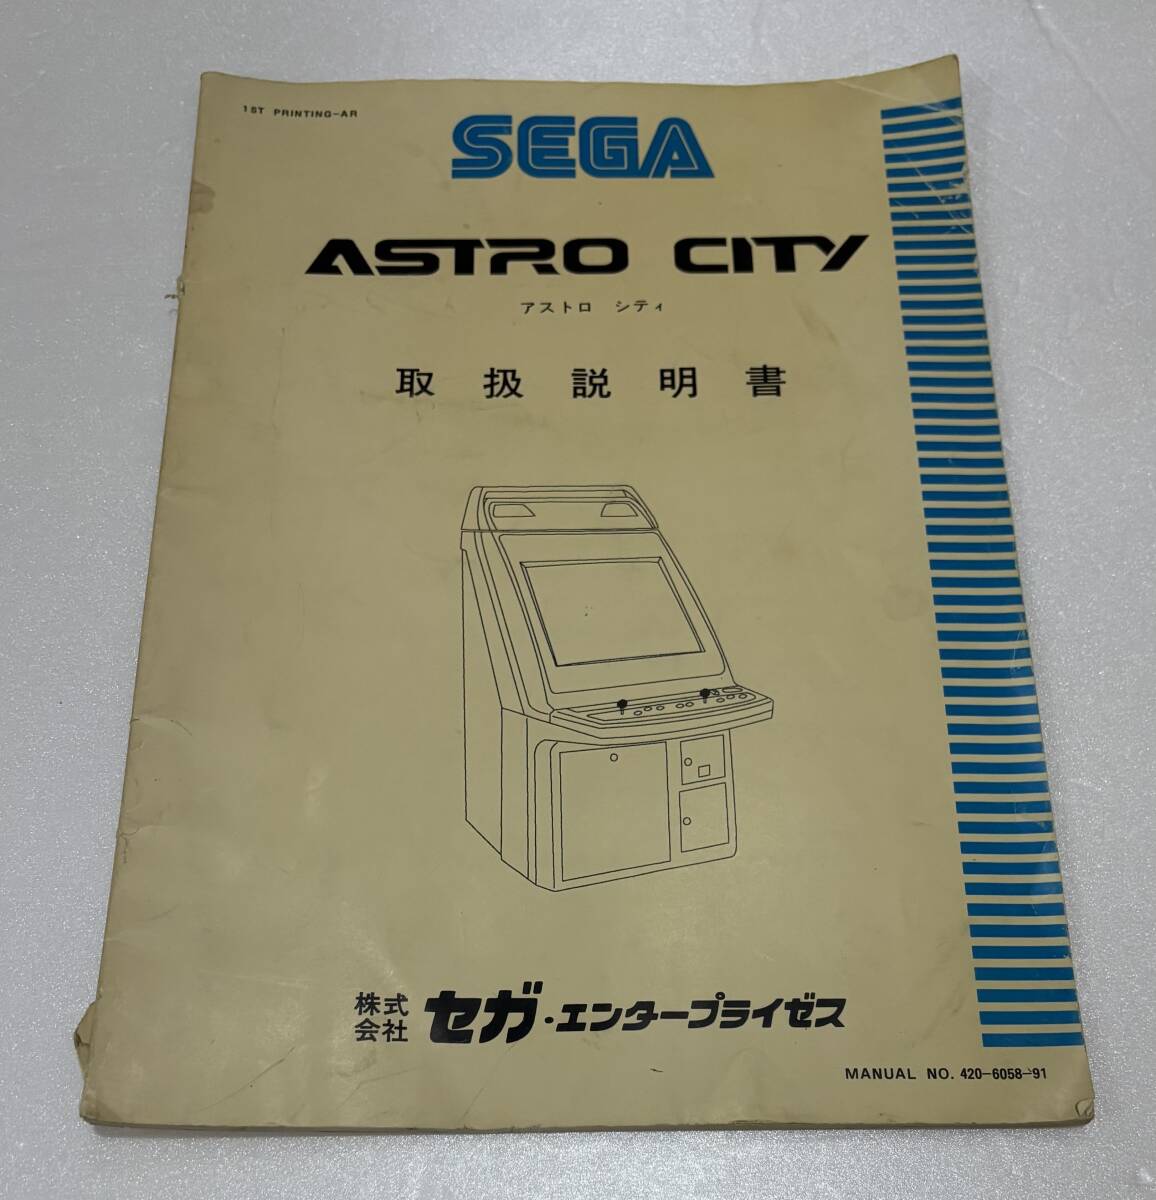 1ST PRINTING-AR
SEGA
ASTRO CITY
アストロ シティ
取扱説明書
株式会社 セガ・エンタープライゼス
MANUAL NO. 420-6058-91